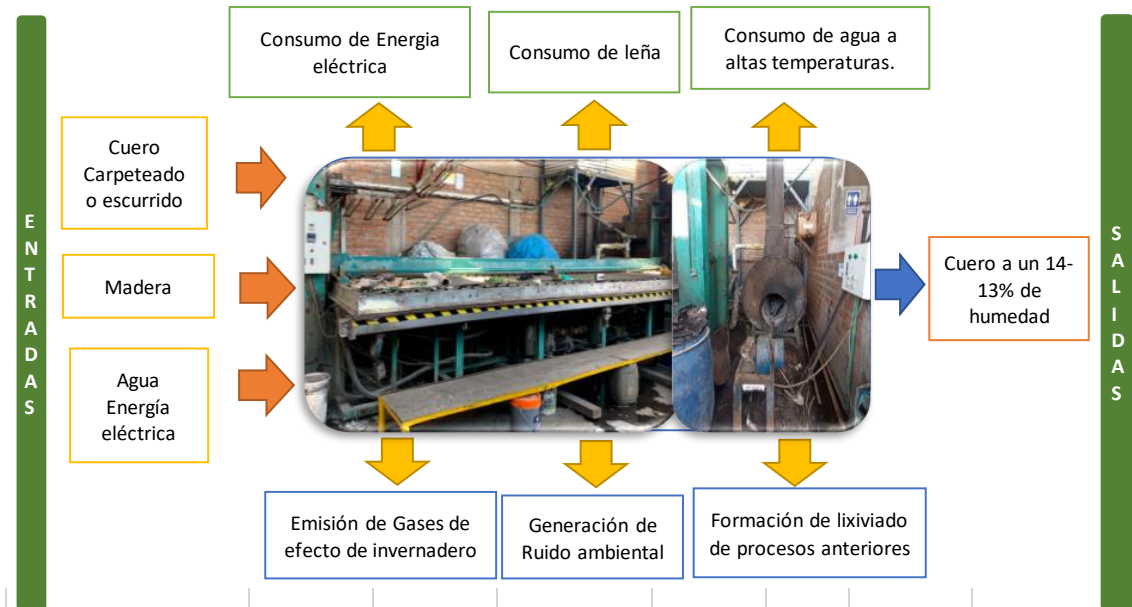 ENTRADAS
Consumo de Energia
eléctrica
Consumo de leña
Consumo de agua a
altas temperaturas.
Cuero
Carpeteado
o escurrido
Madera
Agua
Energía
eléctrica
Cuero a un 14-
13% de
humedad
SALIDAS
Emisión de Gases de
efecto de invernadero
Generación de
Ruido ambiental
Formación de lixiviado
de procesos anteriores